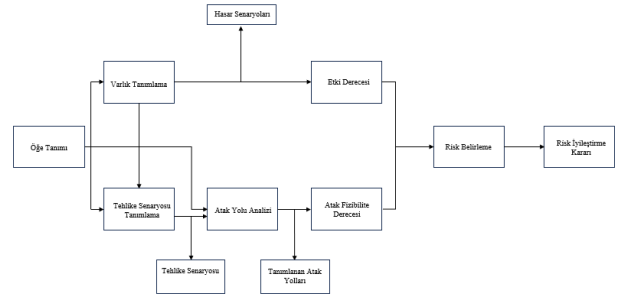 Hasar Senaryoları
Varlık Tanımlama
Etki Derecesi
Öğe Tanımı
Risk Belirleme
Risk İyileştirme
Kararı
Tehlike Senaryosu
Tanımlama
Atak Yolu Analizi
Atak Fizibilite
Derecesi
Tehlike Senaryosu
Tanımlanan Atak
Yolları